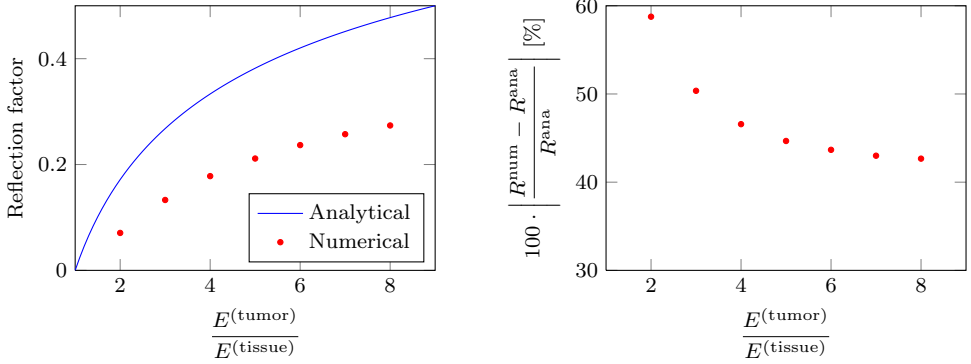 Reflection factor
0.4
0.2
0
2 4 6 8
E^(tumor)
E^(tissue)
Analytical
Numerical
100 · | R^num − R^ana / R^ana | [%]
60
50
40
30
2 4 6 8
E^(tumor)
E^(tissue)